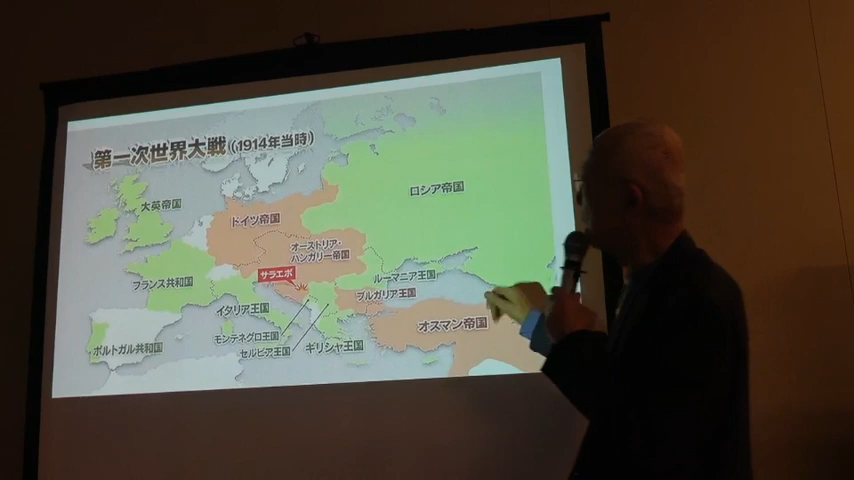 第一次世界大戦(1914年当時)
大英帝国
ロシア帝国
ドイツ帝国
オーストリア・
ハンガリー帝国
サラエボ
フランス共和国
ルーマニア王国
ブルガリア王国
イタリア王国
オスマン帝国
モンテネグロ王国
セルビア王国
ギリシャ王国
ポルトガル共和国